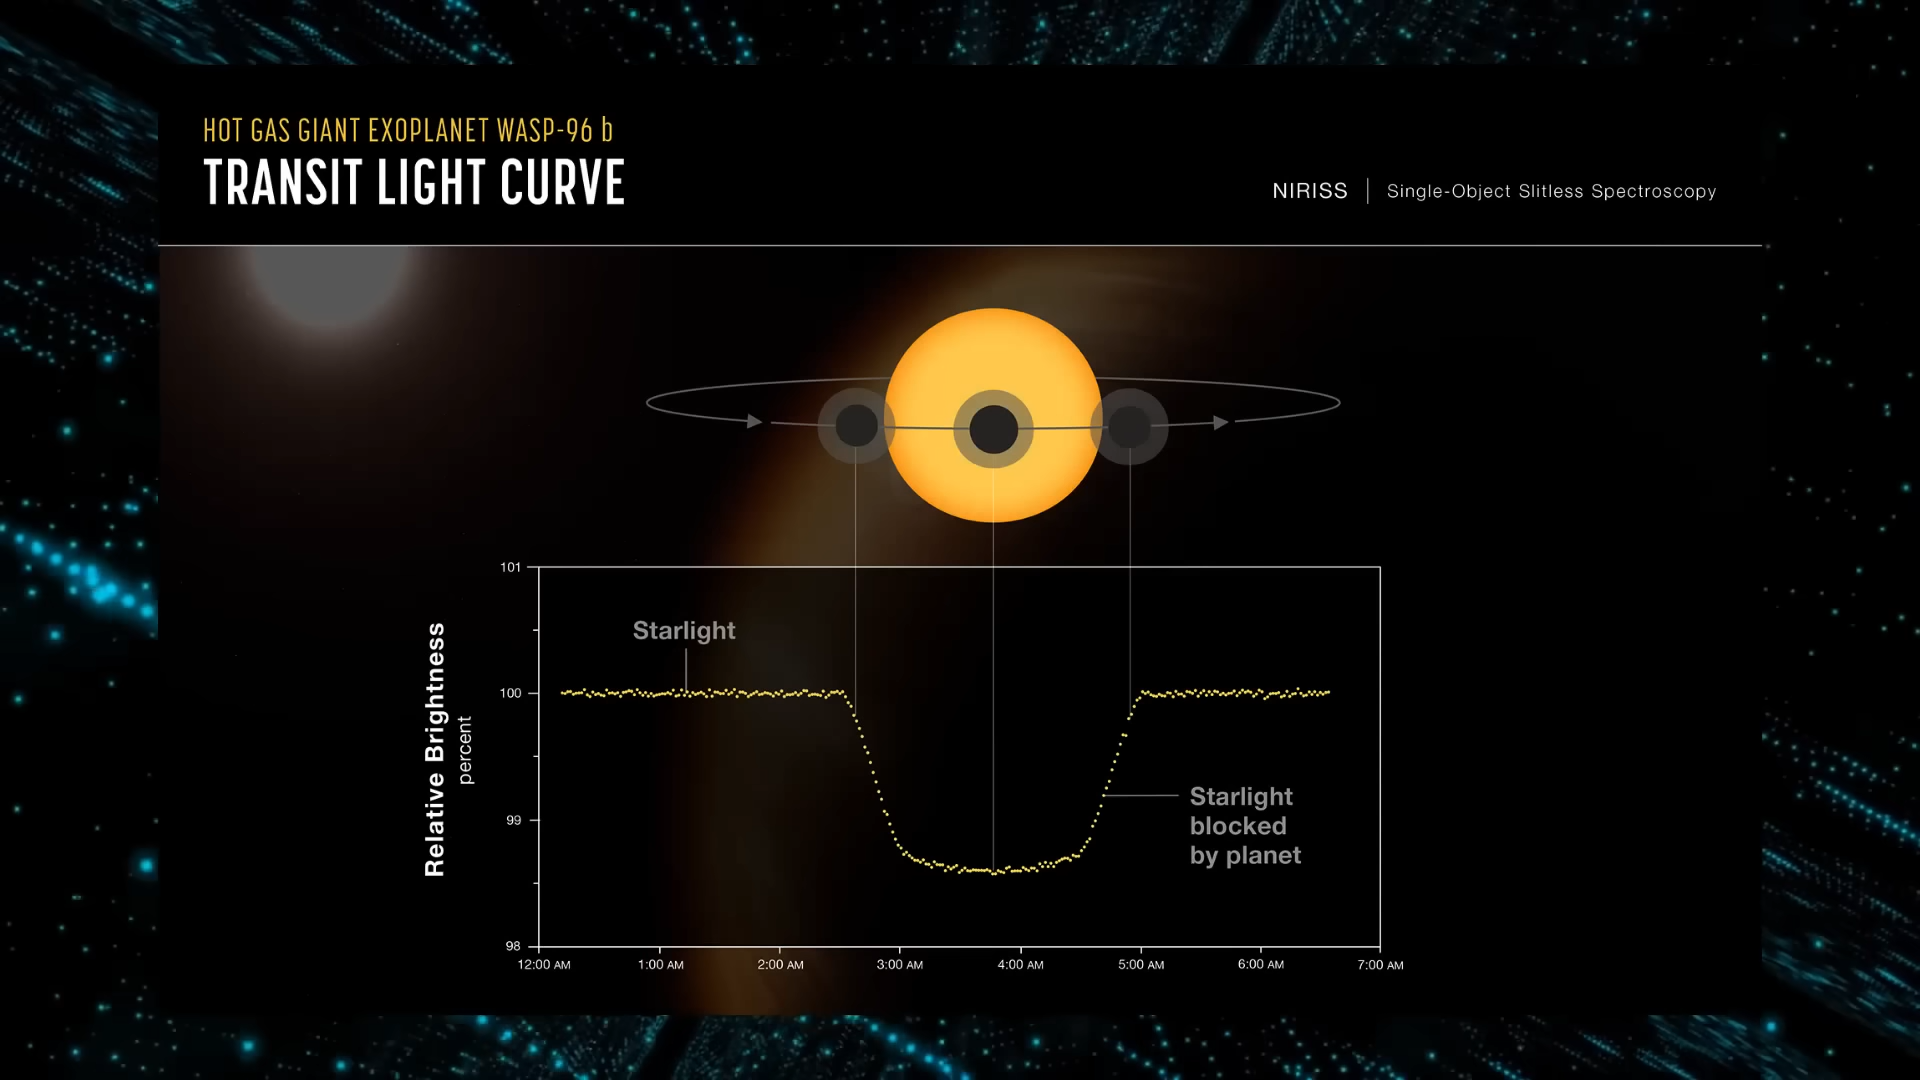 HOT GAS GIANT EXOPLANET WASP-96 b
TRANSIT LIGHT CURVE
NIRISS | Single-Object Slitless Spectroscopy
101
100
99
98
Relative Brightness
percent
Starlight
Starlight
blocked
by planet
12:00 AM
1:00 AM
2:00 AM
3:00 AM
4:00 AM
5:00 AM
6:00 AM
7:00 AM